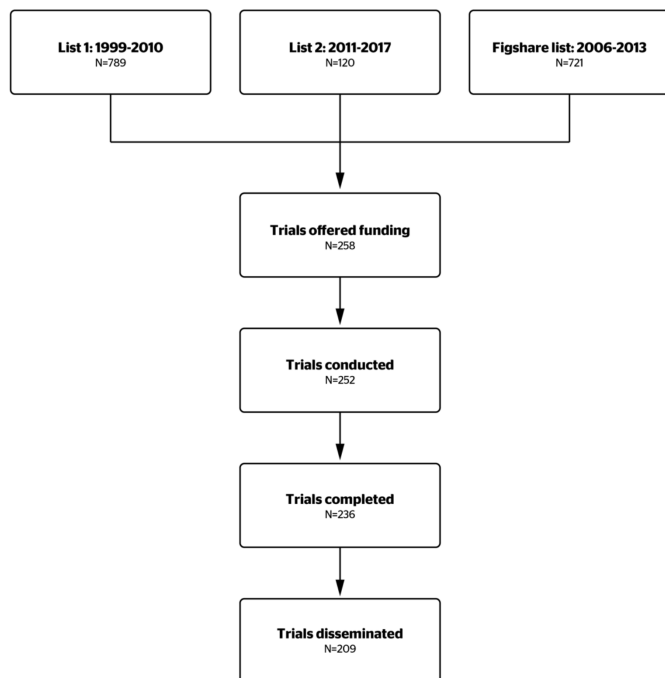 List 1: 1999-2010
N=789
List 2: 2011-2017
N=120
Figshare list: 2006-2013
N=721
Trials offered funding
N=258
Trials conducted
N=252
Trials completed
N=236
Trials disseminated
N=209